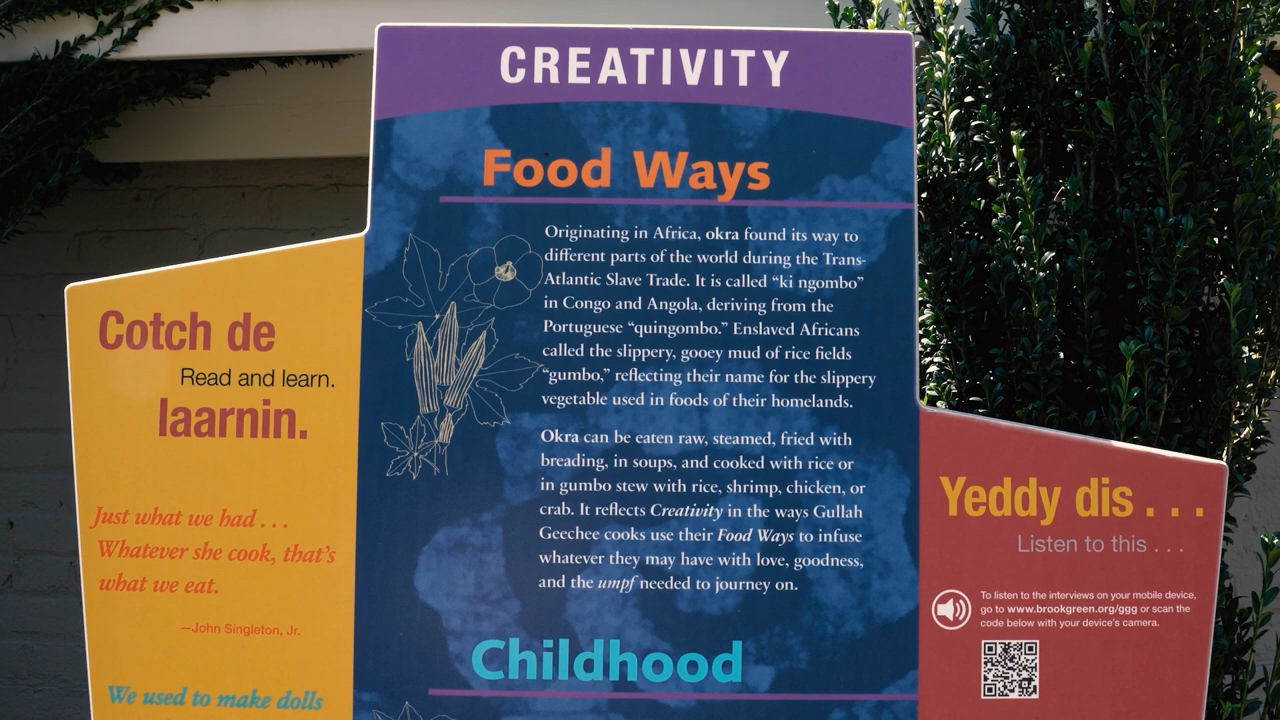 CREATIVITY
Food Ways
Originating in Africa, okra found its way to
different parts of the world during the Trans-
Atlantic Slave Trade. It is called “ki ngombo”
in Congo and Angola, deriving from the
Portuguese “quingombo.” Enslaved Africans
called the slippery, gooey mud of rice fields
“gumbo,” reflecting their name for the slippery
vegetable used in foods of their homelands.
Okra can be eaten raw, steamed, fried with
breading, in soups, and cooked with rice or
in gumbo stew with rice, shrimp, chicken, or
crab. It reflects Creativity in the ways Gullah
Geechee cooks use their Food Ways to infuse
whatever they may have with love, goodness,
and the umpf needed to journey on.
Childhood
Cotch de
Read and learn.
laarnin.
Just what we had . . .
Whatever she cook, that’s
what we eat.
—John Singleton, Jr.
We used to make dolls
Yeddy dis . . .
Listen to this . . .
To listen to the interviews on your mobile device,
go to www.brookgreen.org/ggg or scan the
code below with your device’s camera.